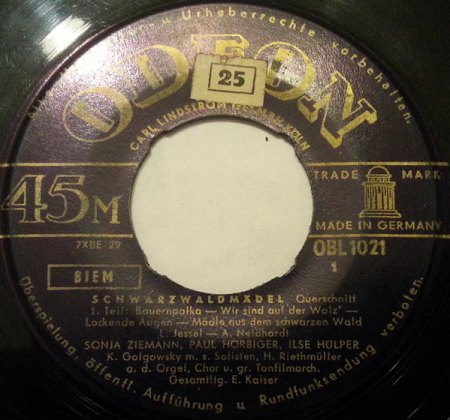 Urheberrechte vorbehalten.
ODEON
25
CARL LINDSTRÖM
KÖLN
45M
TRADE MARK
MADE IN GERMANY
7XBE 29
OBL 1021
BIEM
1
SCHWARZWALDMÄDEL Querschnitt
1. Teil: Bauernpolka — Wir sind auf der Walz' —
Lockende Augen — Mädle aus dem schwarzen Wald
L. Jessel — A. Neidhardt
SONJA ZIEMANN, PAUL HÖRBIGER, ILSE HÜLPER
K. Golgowsky m. s. Solisten, H. Riethmüller
a. d. Orgel, Chor u. gr. Tonfilmorch.
Gesamtltg. E. Kaiser
Überspielung, öffentl. Aufführung u. Rundfunksendung verboten